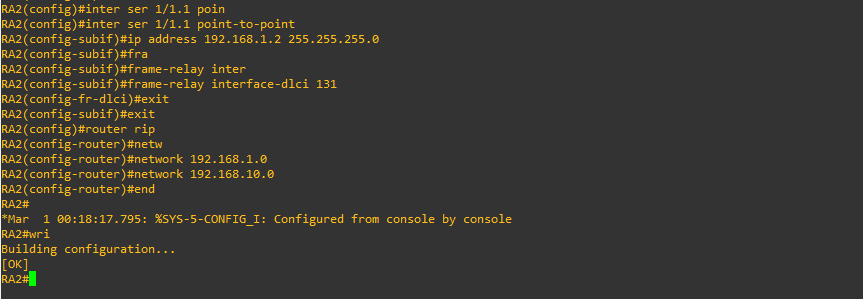 RA2(config)#inter ser 1/1.1 poin
RA2(config)#inter ser 1/1.1 point-to-point
RA2(config-subif)#ip address 192.168.1.2 255.255.255.0
RA2(config-subif)#fra
RA2(config-subif)#frame-relay inter
RA2(config-subif)#frame-relay interface-dlci 131
RA2(config-fr-dlci)#exit
RA2(config-subif)#exit
RA2(config)#router rip
RA2(config-router)#netw
RA2(config-router)#network 192.168.1.0
RA2(config-router)#network 192.168.10.0
RA2(config-router)#end
RA2#
*Mar  1 00:18:17.795: %SYS-5-CONFIG_I: Configured from console by console
RA2#wri
Building configuration...
[OK]
RA2#